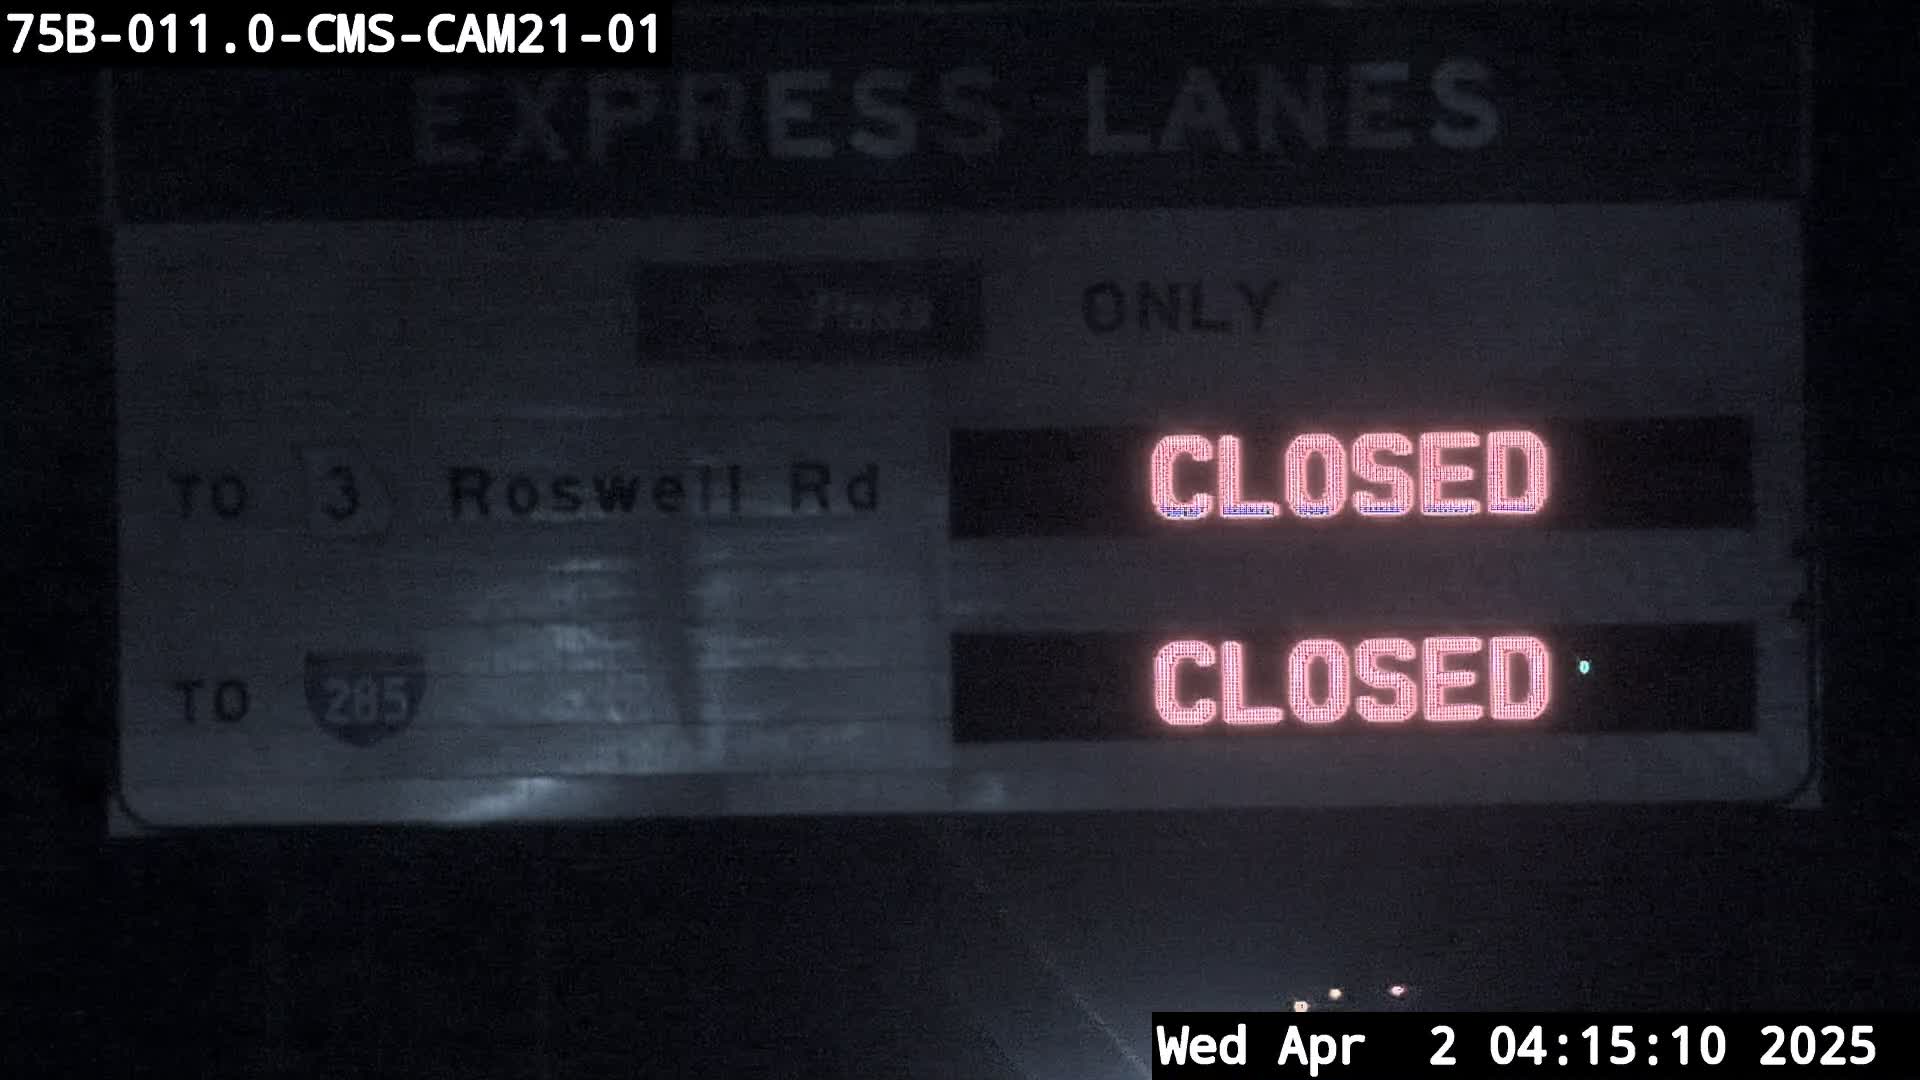 75B-011.0-CMS-CAM21-01
EXPRESS LANES
Pass ONLY
TO 3 Roswell Rd CLOSED
TO 285 CLOSED
Wed Apr 2 04:15:10 2025